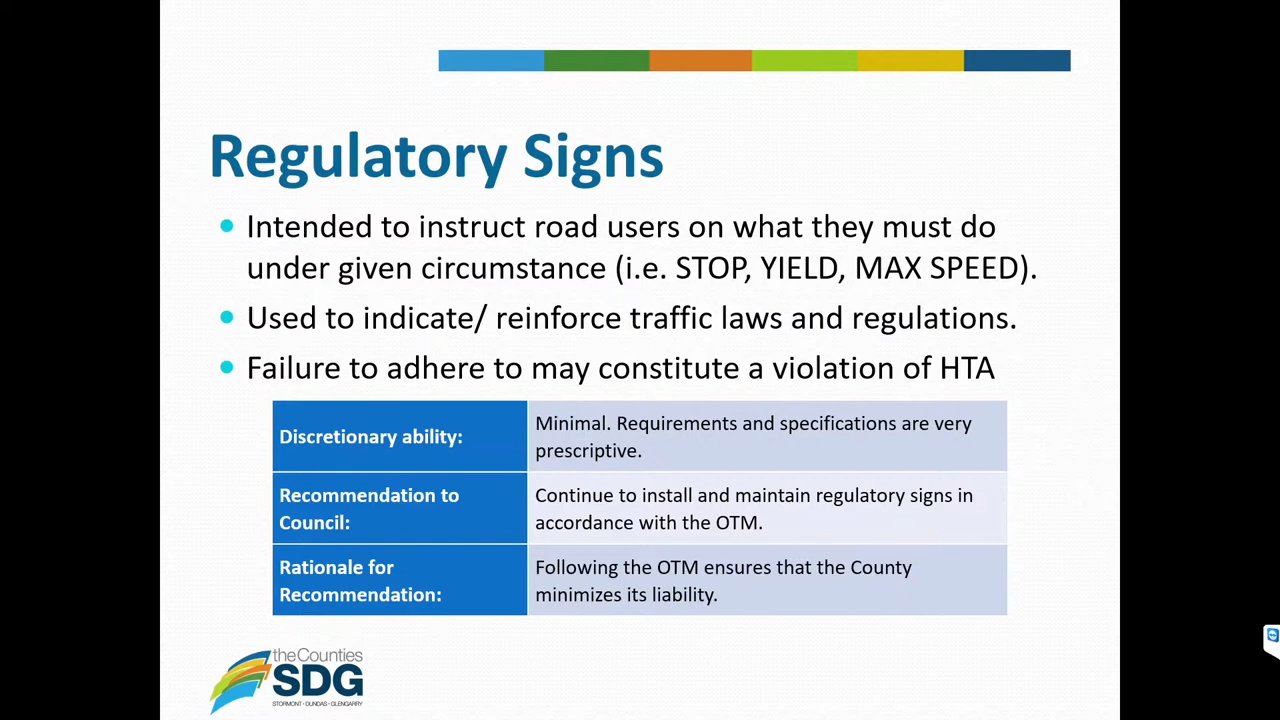 Regulatory Signs
Intended to instruct road users on what they must do
under given circumstance (i.e. STOP, YIELD, MAX SPEED).
Used to indicate/ reinforce traffic laws and regulations.
Failure to adhere to may constitute a violation of HTA
Discretionary ability:
Minimal. Requirements and specifications are very
prescriptive.
Recommendation to
Council:
Continue to install and maintain regulatory signs in
accordance with the OTM.
Rationale for
Recommendation:
Following the OTM ensures that the County
minimizes its liability.
theCounties
SDG
STORMONT • DUNDAS • GLENGARRY